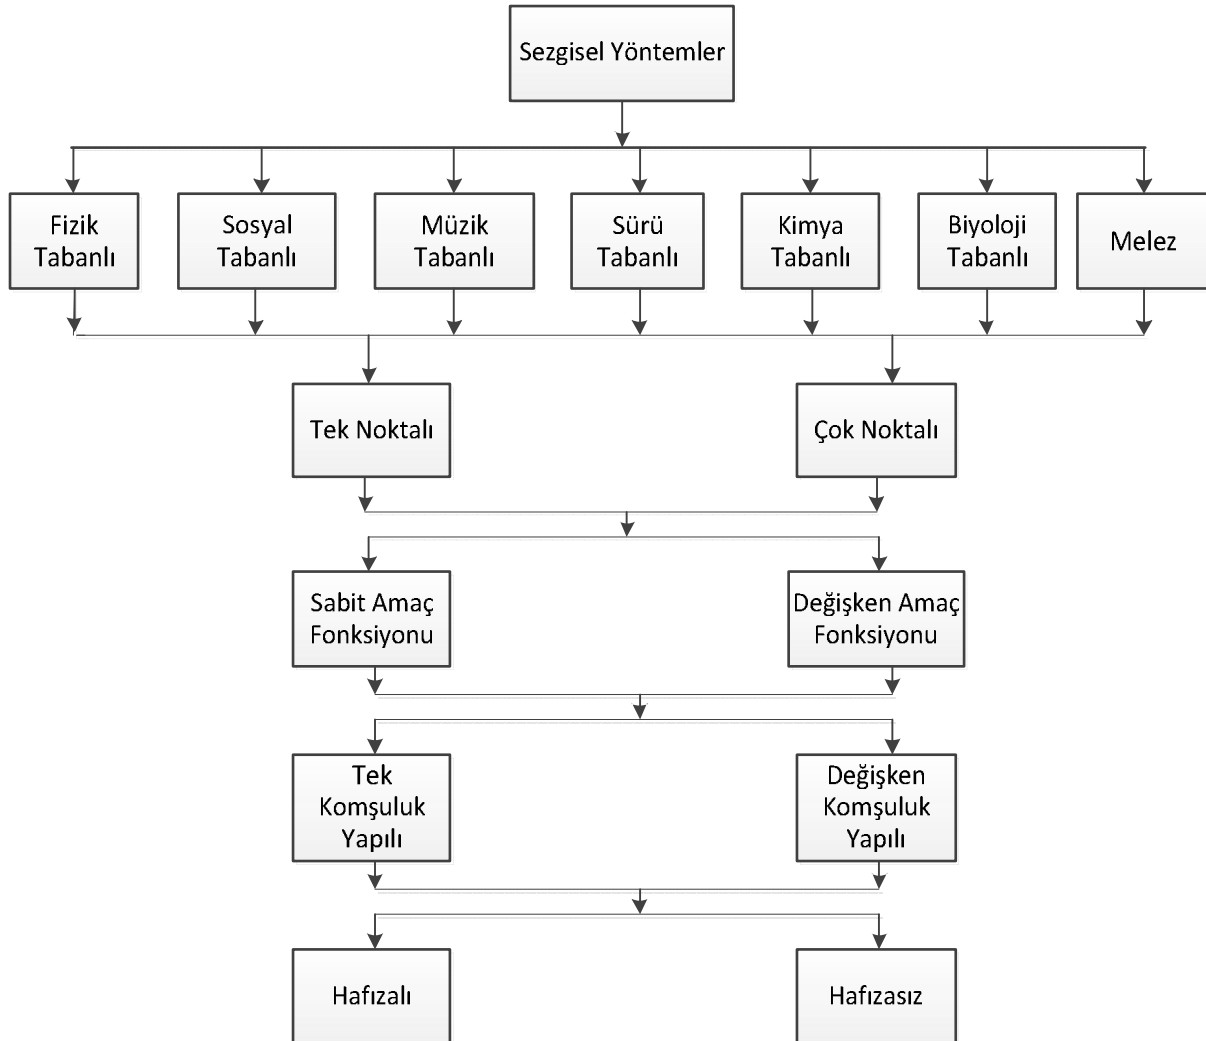 Sezgisel Yöntemler
Fizik
Tabanlı
Sosyal
Tabanlı
Müzik
Tabanlı
Sürü
Tabanlı
Kimya
Tabanlı
Biyoloji
Tabanlı
Melez
Tek Noktalı
Çok Noktalı
Sabit Amaç
Fonksiyonu
Değişken Amaç
Fonksiyonu
Tek
Komşuluk
Yapılı
Değişken
Komşuluk
Yapılı
Hafızalı
Hafızasız